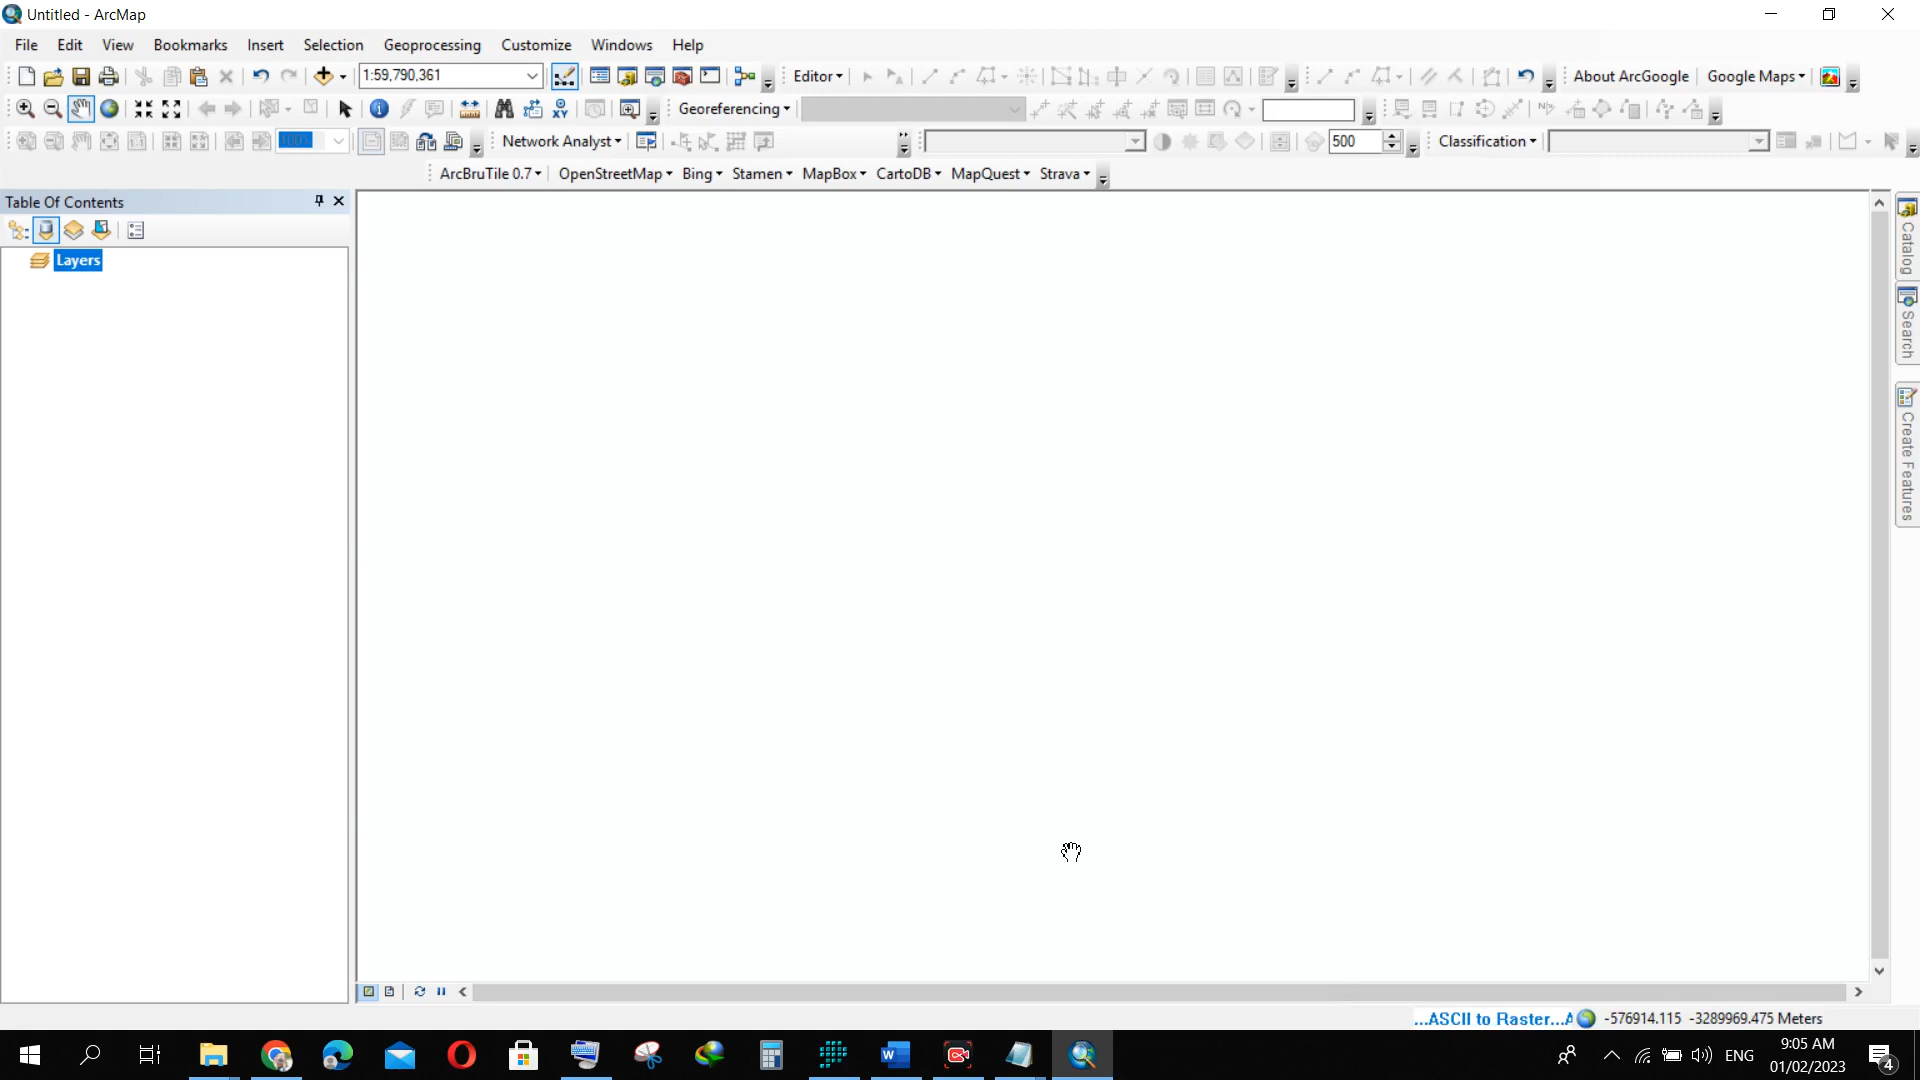 Untitled - ArcMap
File Edit View Bookmarks Insert Selection Geoprocessing Customize Windows Help
1:59,790,361 Editor About ArcGoogle Google Maps
Georeferencing
100% Network Analyst 500 Classification
ArcBruTile 0.7 OpenStreetMap Bing Stamen MapBox CartoDB MapQuest Strava
Table Of Contents
Layers
Catalog
Search
Create Features
...ASCII to Raster...A -576914.115 -3289969.475 Meters
ENG 9:05 AM
01/02/2023
4